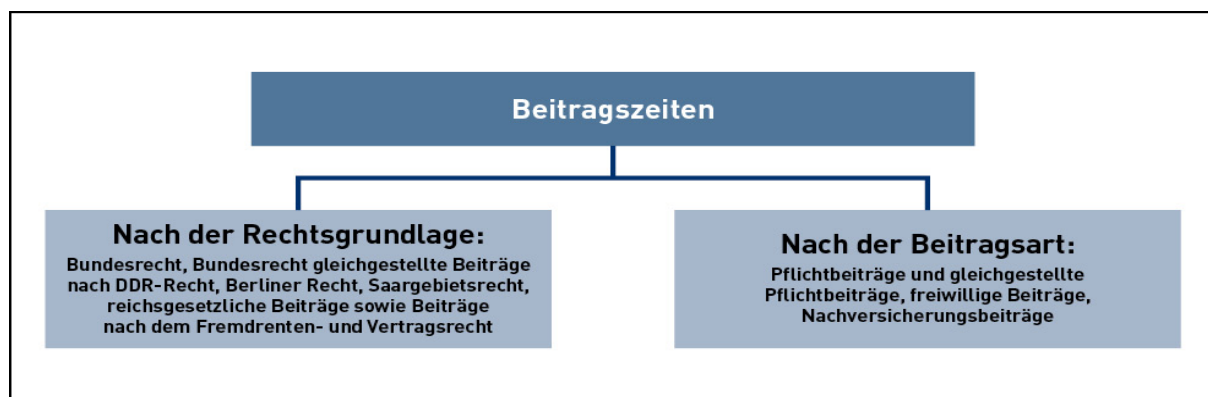 Beitragszeiten
Nach der Rechtsgrundlage:
Bundesrecht, Bundesrecht gleichgestellte Beiträge
nach DDR-Recht, Berliner Recht, Saargebietsrecht,
reichsgesetzliche Beiträge sowie Beiträge
nach dem Fremdrenten- und Vertragsrecht
Nach der Beitragsart:
Pflichtbeiträge und gleichgestellte
Pflichtbeiträge, freiwillige Beiträge,
Nachversicherungsbeiträge